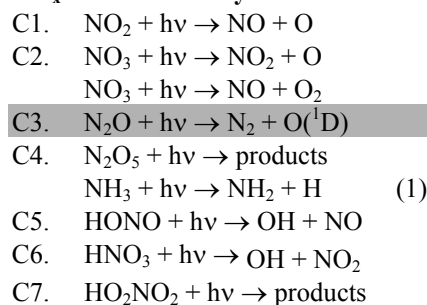 C1. NO₂ + hν → NO + O
C2. NO₃ + hν → NO₂ + O
NO₃ + hν → NO + O₂
C3. N₂O + hν → N₂ + O(¹D)
C4. N₂O₅ + hν → products
NH₃ + hν → NH₂ + H (1)
C5. HONO + hν → OH + NO
C6. HNO₃ + hν → OH + NO₂
C7. HO₂NO₂ + hν → products